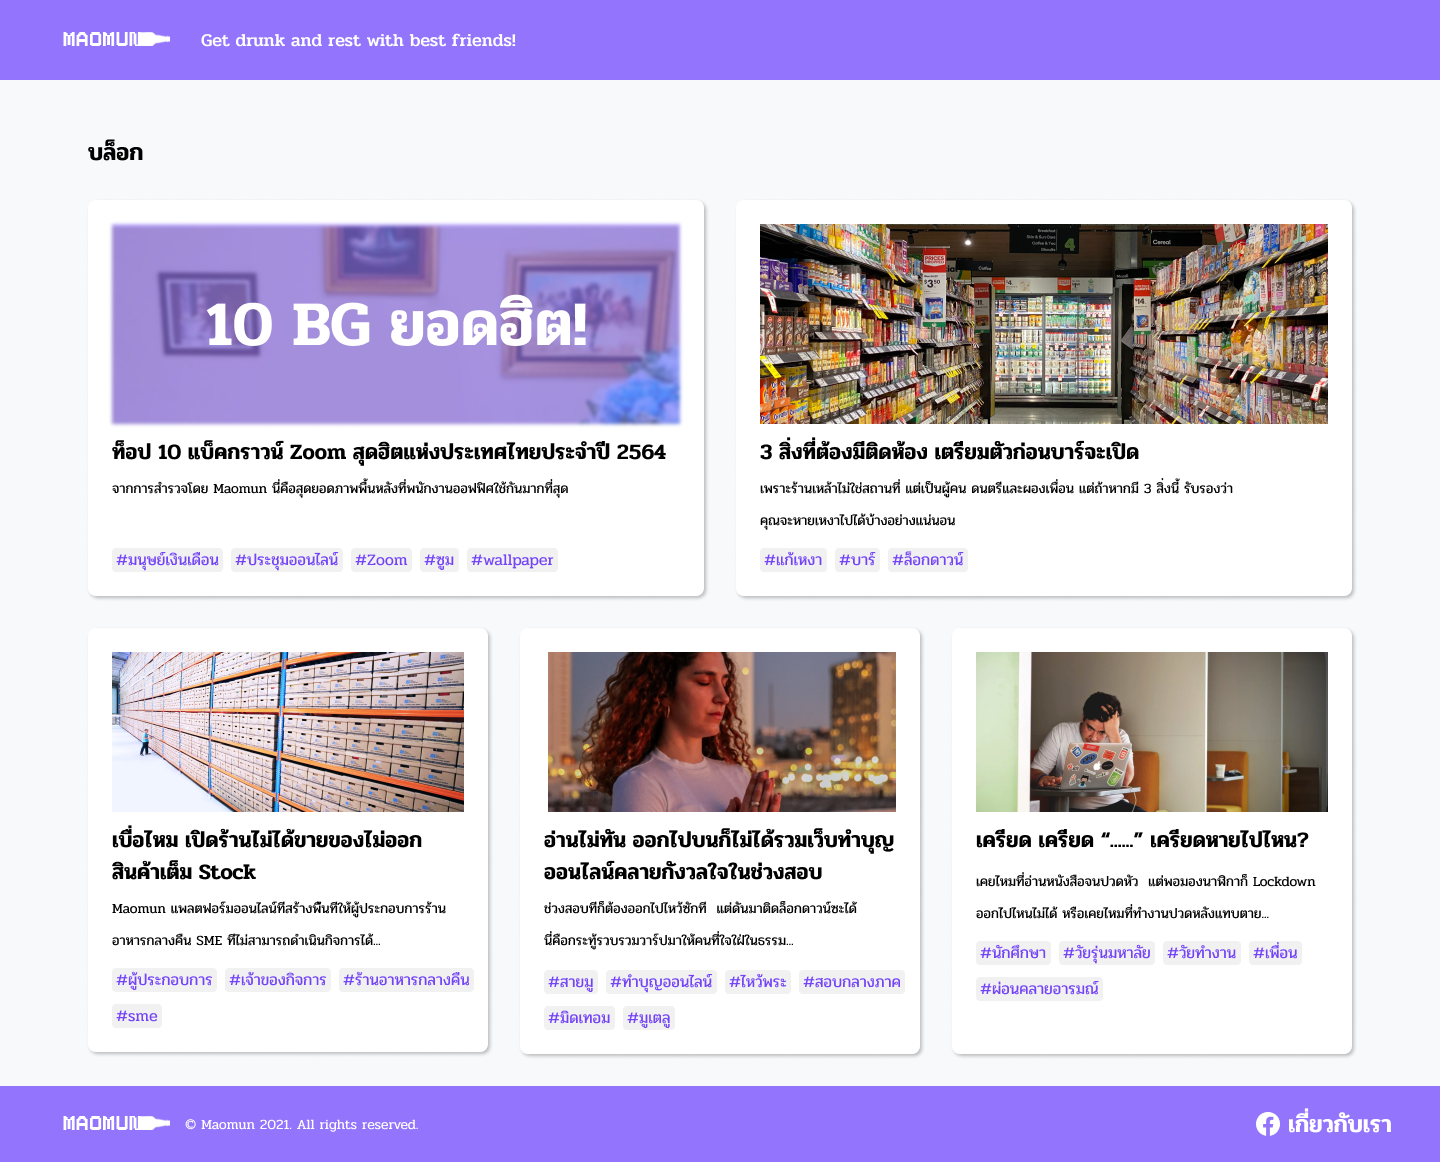 MAOMUN
Get drunk and rest with best friends!
บล็อก
10 BG ยอดฮิต!
PRICES
DROPPED
$3.50
4
Cereal
Coffee
$14
ท็อป 10 แบ็คกราวน์ Zoom สุดฮิตแห่งประเทศไทยประจำปี 2564
จากการสำรวจโดย Maomun นี่คือสุดยอดภาพพื้นหลังที่พนักงานออฟฟิศใช้กันมากที่สุด
#มนุษย์เงินเดือน #ประชุมออนไลน์ #Zoom #ซูม #wallpaper
3 สิ่งที่ต้องมีติดห้อง เตรียมตัวก่อนบาร์จะเปิด
เพราะร้านเหล้าไม่ใช่สถานที่ แต่เป็นผู้คน ดนตรีและผองเพื่อน แต่ถ้าหากมี 3 สิ่งนี้ รับรองว่า
คุณจะหายเหงาไปได้บ้างอย่างแน่นอน
#แก้เหงา #บาร์ #ล็อกดาวน์
เบื่อไหม เปิดร้านไม่ได้ขายของไม่ออก
สินค้าเต็ม Stock
Maomun แพลตฟอร์มออนไลน์ที่สร้างพื้นที่ให้ผู้ประกอบการร้าน
อาหารกลางคืน SME ที่ไม่สามารถดำเนินกิจการได้...
#ผู้ประกอบการ #เจ้าของกิจการ #ร้านอาหารกลางคืน
#sme
อ่านไม่ทัน ออกไปบนก็ไม่ได้รวมเว็บทำบุญ
ออนไลน์คลายกังวลใจในช่วงสอบ
ช่วงสอบทีก็ต้องออกไปไหว้ซักที  แต่ดันมาติดล็อกดาวน์ซะได้
นี่คือกระทู้รวบรวมวาร์ปมาให้คนที่ใจใฝ่ในธรรม...
#สายมู #ทำบุญออนไลน์ #ไหว้พระ #สอบกลางภาค
#มิดเทอม #มูเตลู
เครียด เครียด “......” เครียดหายไปไหน?
เคยไหมที่อ่านหนังสือจนปวดหัว  แต่พอมองนาฬิกาก็ Lockdown
ออกไปไหนไม่ได้ หรือเคยไหมที่ทำงานปวดหลังแทบตาย...
#นักศึกษา #วัยรุ่นมหาลัย #วัยทำงาน #เพื่อน
#ผ่อนคลายอารมณ์
MAOMUN
© Maomun 2021. All rights reserved.
เกี่ยวกับเรา